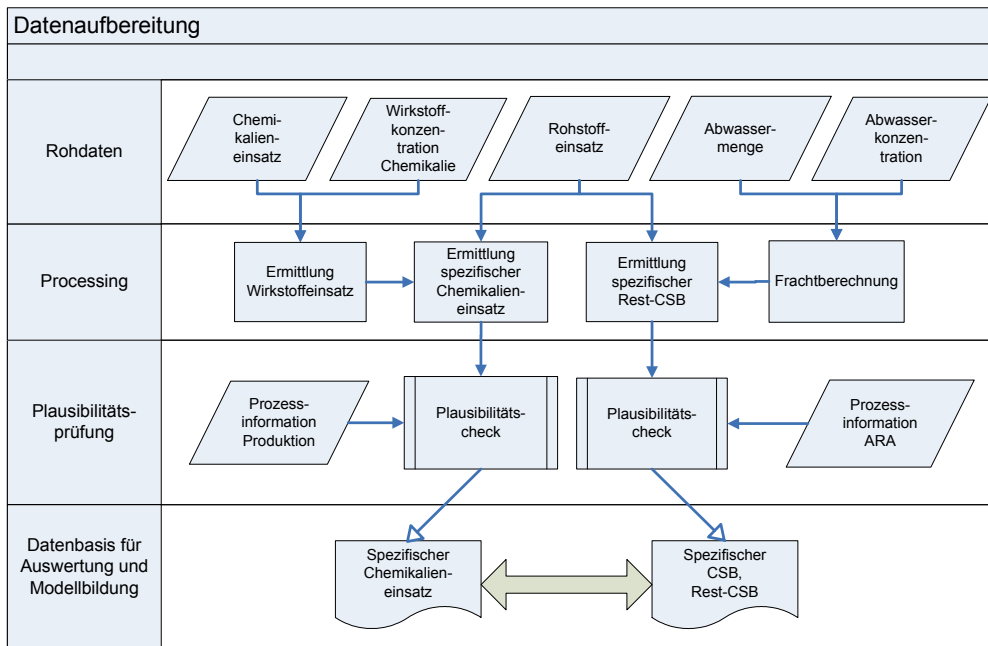 Datenaufbereitung
Rohdaten
Chemi-
kalien-
einsatz
Wirkstoff-
konzen-
tration
Chemikalie
Rohstoff-
einsatz
Abwasser-
menge
Abwasser-
konzen-
tration
Processing
Ermittlung
Wirkstoffeinsatz
Ermittlung
spezifischer
Chemikalien-
einsatz
Ermittlung
spezifischer
Rest-CSB
Frachtberechnung
Plausibilitäts-
prüfung
Prozess-
information
Produktion
Plausibilitäts-
check
Plausibilitäts-
check
Prozess-
information
ARA
Datenbasis für
Auswertung und
Modellbildung
Spezifischer
Chemikalien-
einsatz
Spezifischer
CSB,
Rest-CSB